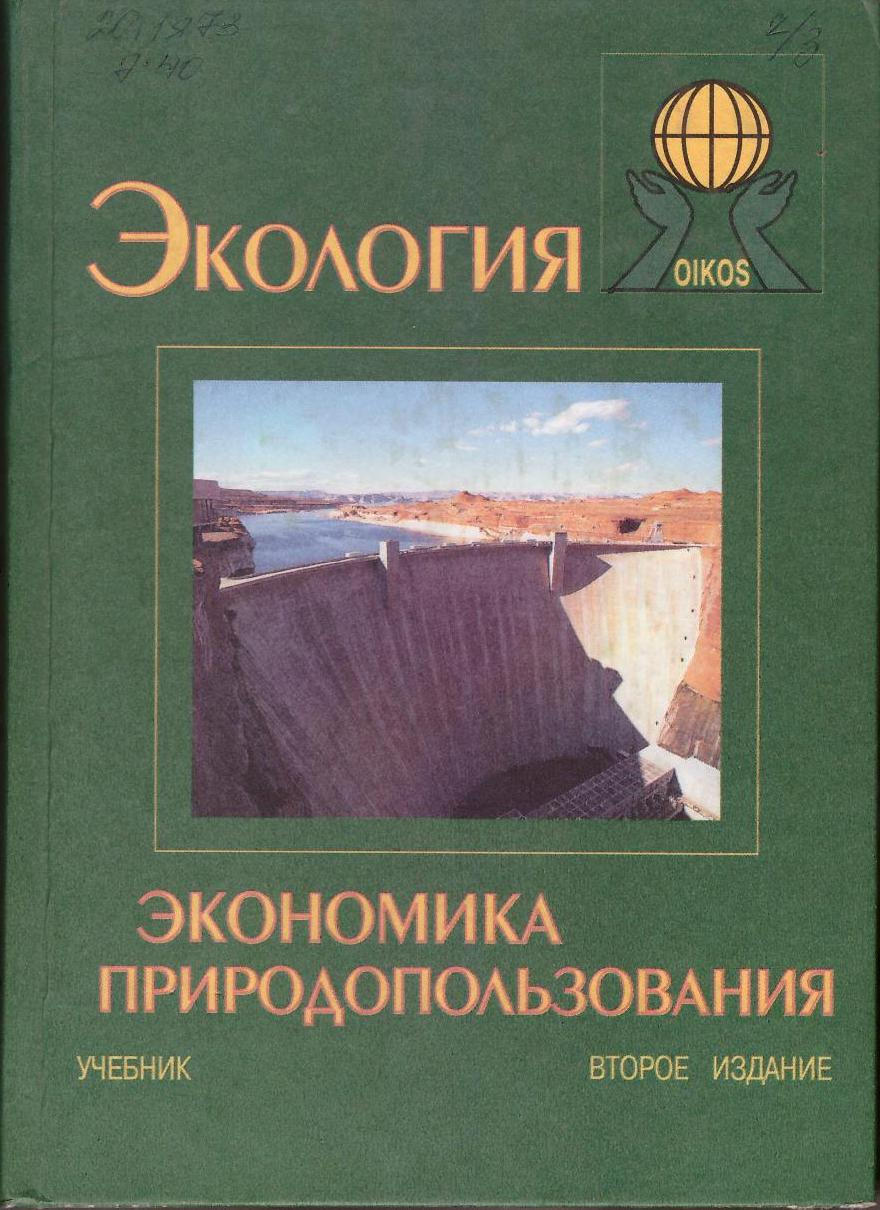 Экология
OIKOS
ЭКОНОМИКА
ПРИРОДОПОЛЬЗОВАНИЯ
УЧЕБНИК
ВТОРОЕ ИЗДАНИЕ